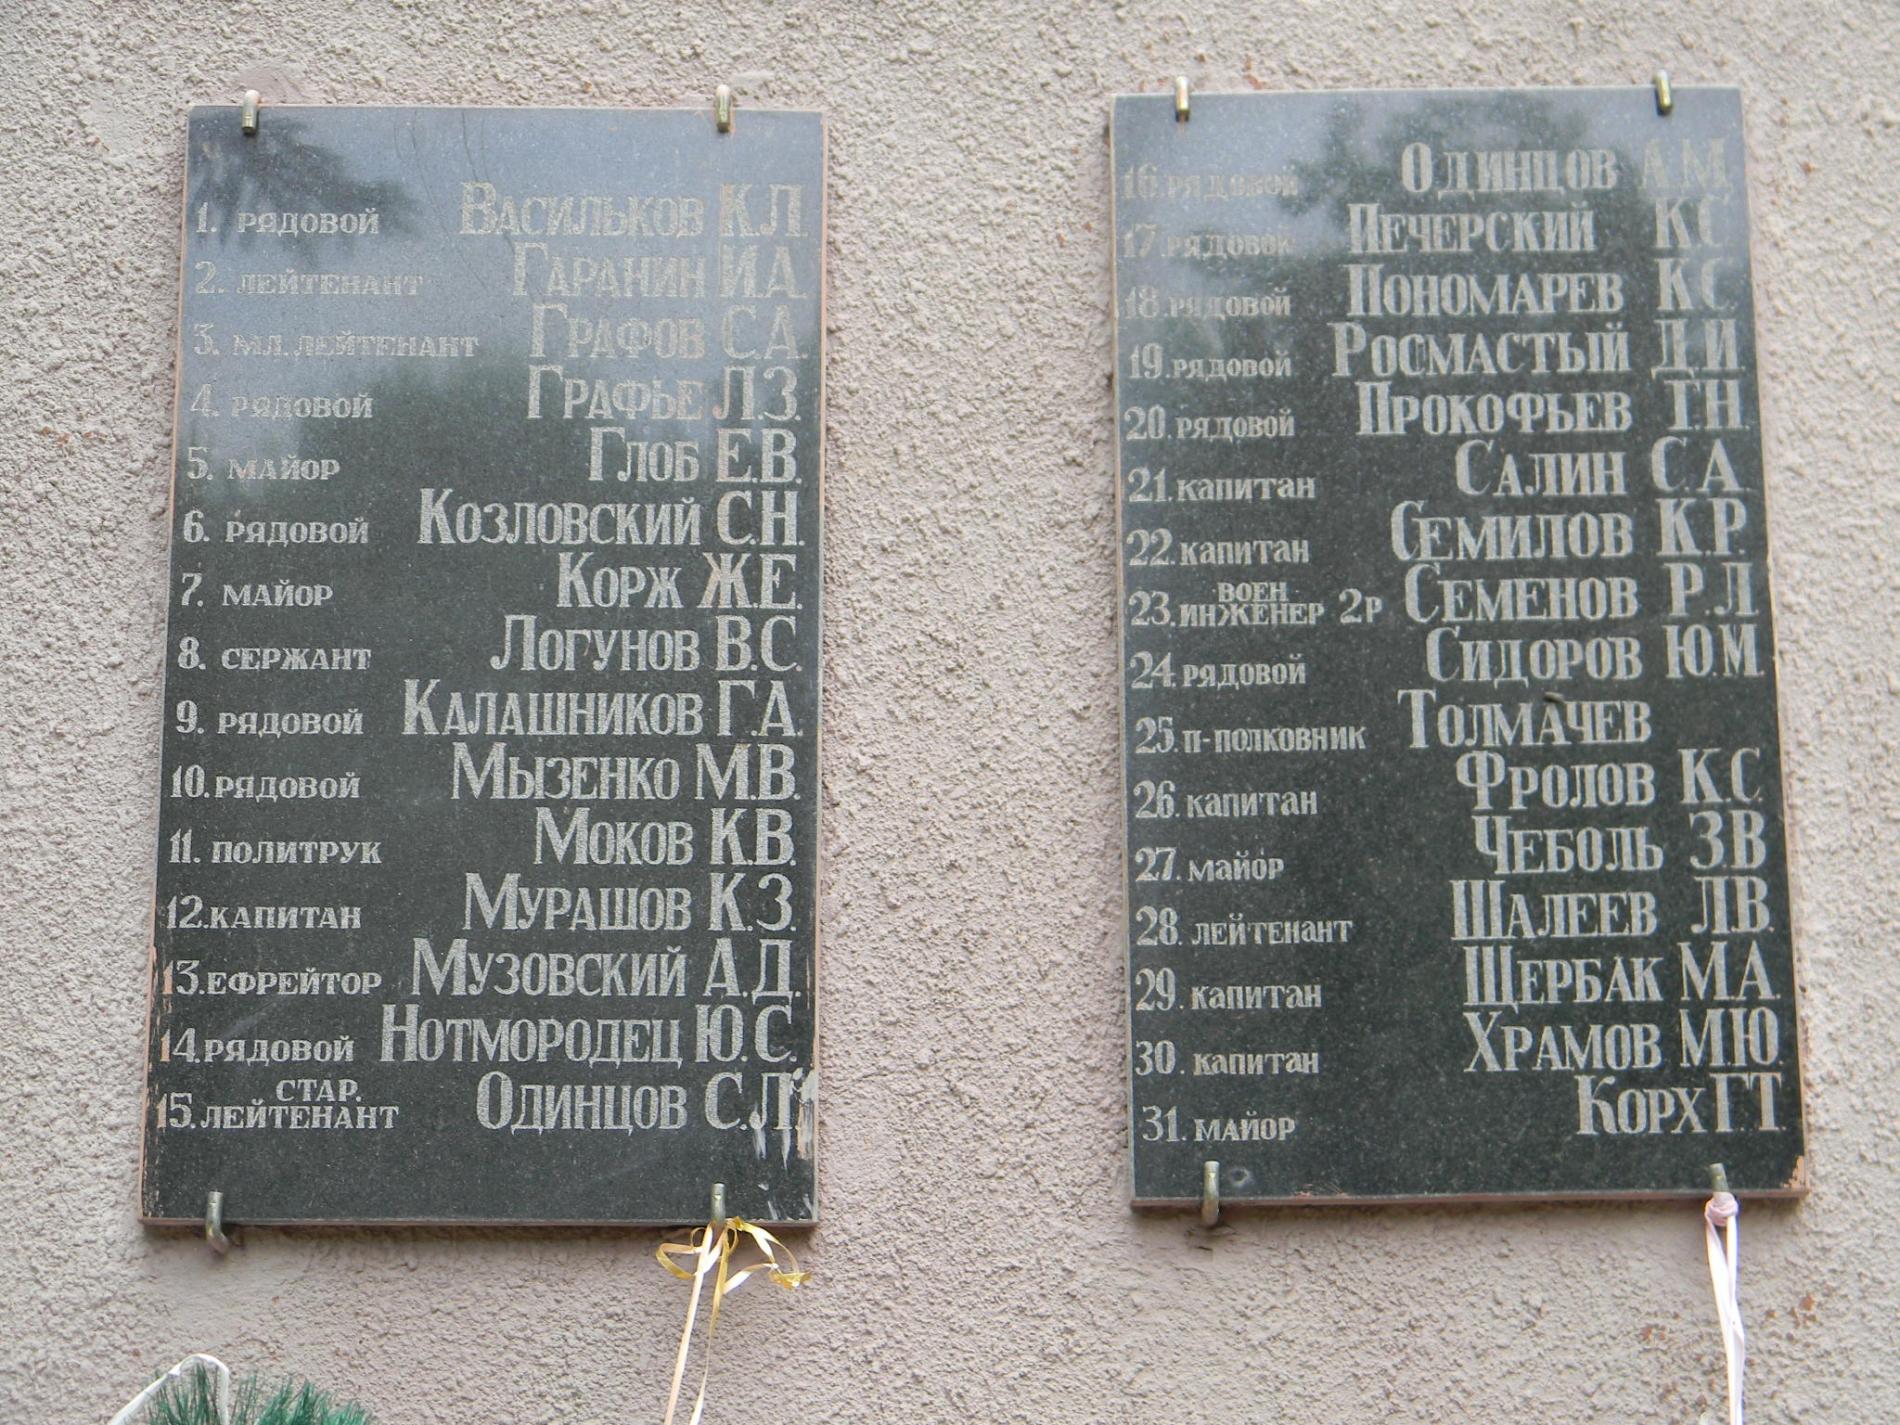 1. РЯДОВОЙ ВАСИЛЬКОВ К.Л.
2. ЛЕЙТЕНАНТ ГАРАНИН И.А.
3. МЛ. ЛЕЙТЕНАНТ ГРАФОВ С.А.
4. РЯДОВОЙ ГРАФЬЕ Л.З.
5. МАЙОР ГЛОБ Е.В.
6. РЯДОВОЙ КОЗЛОВСКИЙ С.Н.
7. МАЙОР КОРЖ Ж.Е.
8. СЕРЖАНТ ЛОГУНОВ В.С.
9. РЯДОВОЙ КАЛАШНИКОВ Г.А.
10. РЯДОВОЙ МЫЗЕНКО М.В.
11. ПОЛИТРУК МОКОВ К.В.
12. КАПИТАН МУРАШОВ К.З.
13. ЕФРЕЙТОР МУЗОВСКИЙ А.Д.
14. РЯДОВОЙ НОТМОРОДЕЦ Ю.С.
15. СТАР. ЛЕЙТЕНАНТ ОДИНЦОВ С.Л.
16. РЯДОВОЙ ОДИНЦОВ А.М.
17. РЯДОВОЙ ПЕЧЕРСКИЙ К.С.
18. РЯДОВОЙ ПОНОМАРЕВ К.С.
19. РЯДОВОЙ РОСМАСТЫЙ Д.И.
20. РЯДОВОЙ ПРОКОФЬЕВ Т.Н.
21. КАПИТАН САЛИН С.А.
22. КАПИТАН СЕМИЛОВ К.Р.
23. ВОЕН ИНЖЕНЕР 2Р СЕМЕНОВ Р.Л.
24. РЯДОВОЙ СИДОРОВ Ю.М.
25. П-ПОЛКОВНИК ТОЛМАЧЕВ
26. КАПИТАН ФРОЛОВ К.С.
27. МАЙОР ЧЕБОЛЬ З.В.
28. ЛЕЙТЕНАНТ ШАЛЕЕВ Л.В.
29. КАПИТАН ЩЕРБАК М.А.
30. КАПИТАН ХРАМОВ М.Ю.
31. МАЙОР КОРХ Г.Т.